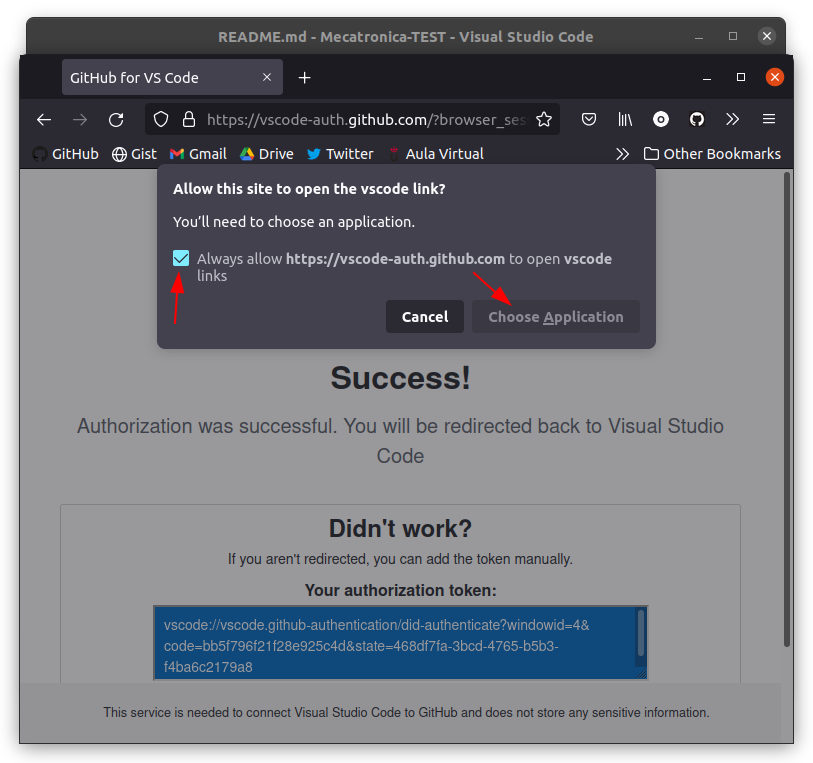 README.md - Mecatronica-TEST - Visual Studio Code
GitHub for VS Code
https://vscode-auth.github.com/?browser_ses
GitHub Gist Gmail Drive Twitter Aula Virtual Other Bookmarks
Allow this site to open the vscode link?
You’ll need to choose an application.
Always allow https://vscode-auth.github.com to open vscode
links
Cancel Choose Application
Success!
Authorization was successful. You will be redirected back to Visual Studio
Code
Didn't work?
If you aren't redirected, you can add the token manually.
Your authorization token:
vscode://vscode.github-authentication/did-authenticate?windowid=4&
code=bb5f796f21f28e925c4d&state=468df7fa-3bcd-4765-b5b3-
f4ba6c2179a8
This service is needed to connect Visual Studio Code to GitHub and does not store any sensitive information.